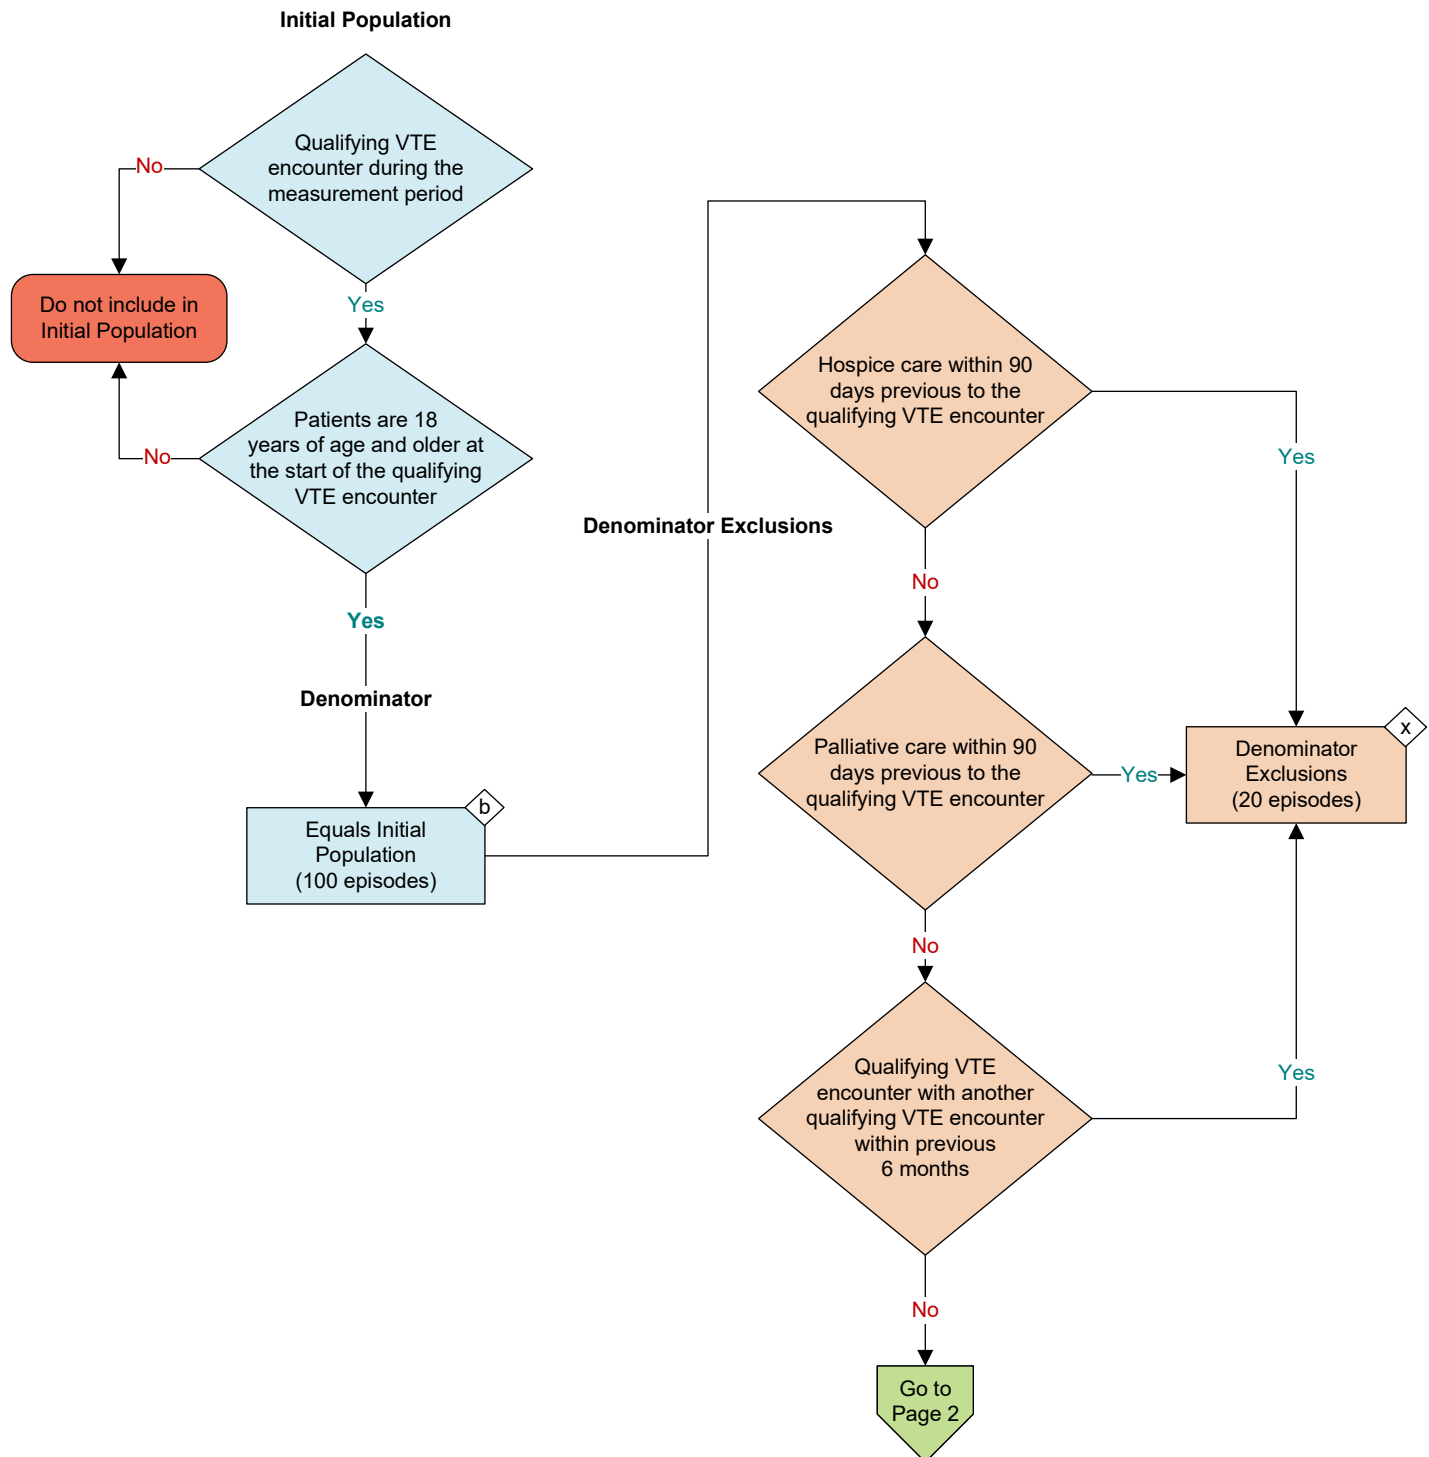 Initial Population
Qualifying VTE
encounter during the
measurement period
No
Do not include in
Initial Population
Yes
Patients are 18
years of age and older at
the start of the qualifying
VTE encounter
No
Yes
Denominator
b
Equals Initial
Population
(100 episodes)
Denominator Exclusions
Hospice care within 90
days previous to the
qualifying VTE encounter
Yes
No
Palliative care within 90
days previous to the
qualifying VTE encounter
Yes
x
Denominator
Exclusions
(20 episodes)
No
Qualifying VTE
encounter with another
qualifying VTE encounter
within previous
6 months
Yes
No
Go to
Page 2